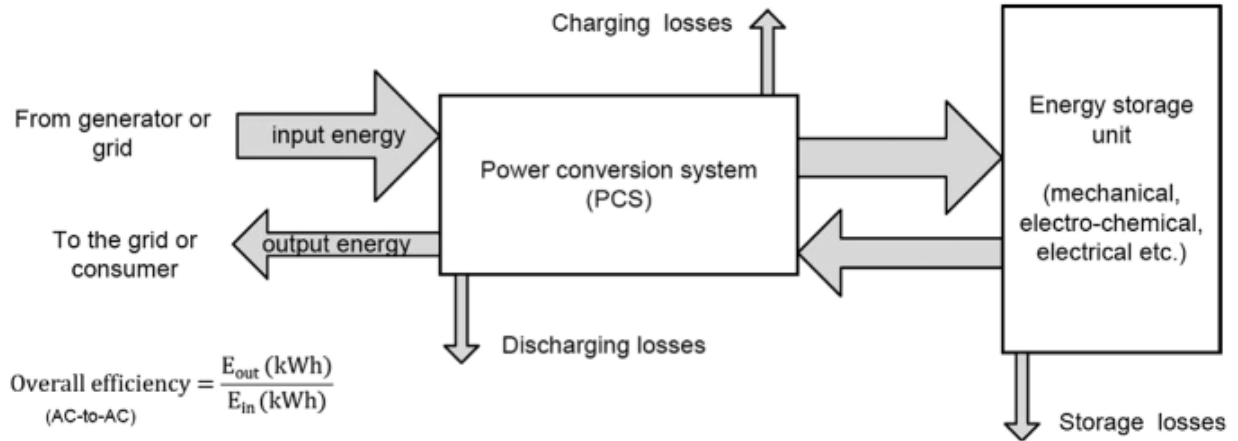 Charging losses
From generator or
grid
input energy
Power conversion system
(PCS)
Energy storage
unit
(mechanical,
electro-chemical,
electrical etc.)
To the grid or
consumer
output energy
Discharging losses
Storage losses
Overall efficiency = E_out (kWh) / E_in (kWh)
(AC-to-AC)